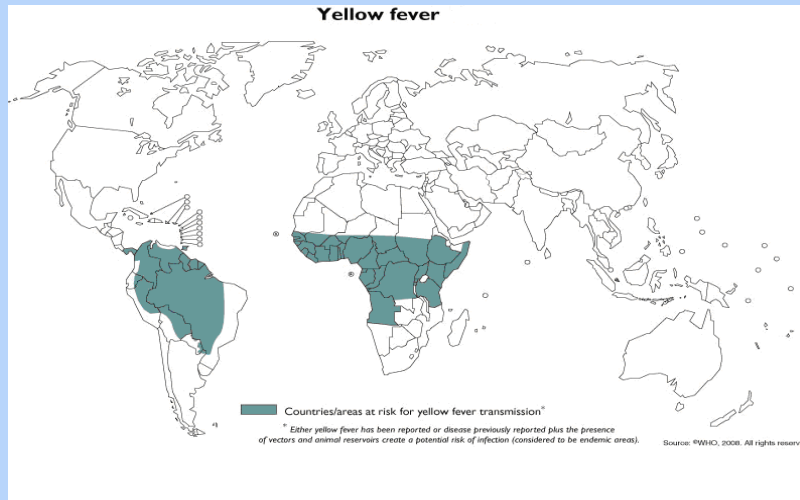 Yellow fever
Countries/areas at risk for yellow fever transmission*
* Either yellow fever has been reported or disease previously reported plus the presence
of vectors and animal reservoirs create a potential risk of infection (considered to be endemic areas).
Source: ©WHO, 2008. All rights reserv